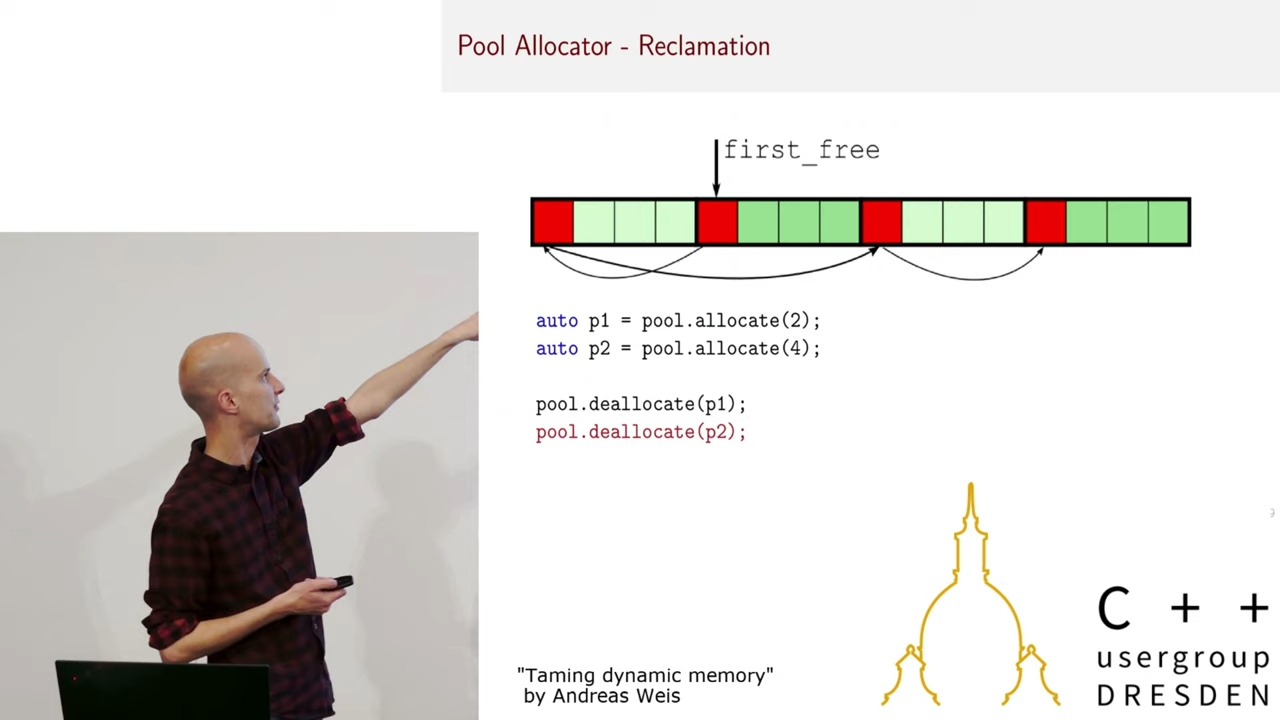 Pool Allocator - Reclamation
first_free
auto p1 = pool.allocate(2);
auto p2 = pool.allocate(4);
pool.deallocate(p1);
pool.deallocate(p2);
9
"Taming dynamic memory"
by Andreas Weis
C + +
usergroup
DRESDEN